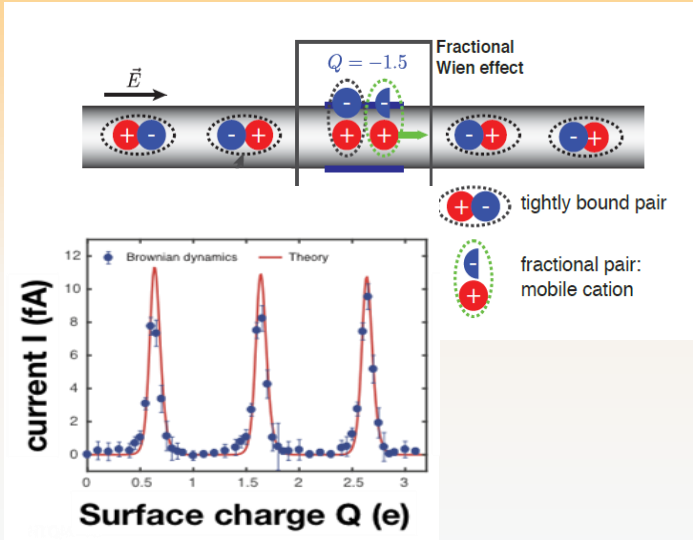 Fractional
Wien effect
Q = −1.5
E⃗
+ -
- +
- -
+ +
- +
- +
+ - tightly bound pair
- fractional pair:
+ mobile cation
Brownian dynamics Theory
12
10
8
6
4
2
0
0 0.5 1 1.5 2 2.5 3
current I (fA)
Surface charge Q (e)